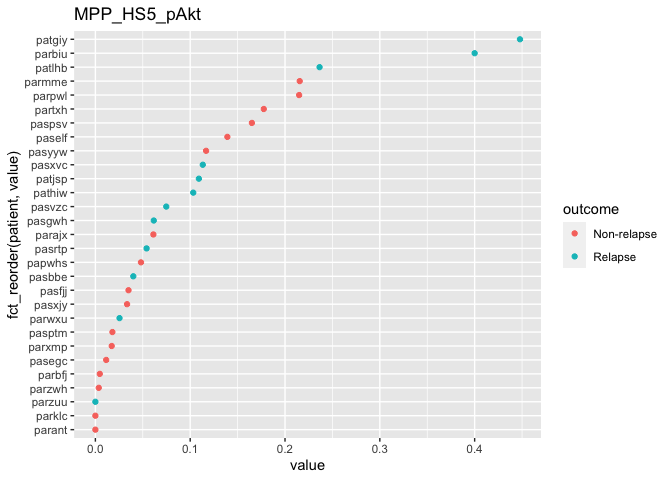 MPP_HS5_pAkt
patgiy
parbiu
patlhb
parmme
parpwl
partxh
paspsv
paself
pasyyw
pasxvc
patjsp
pathiw
pasvzc
pasgwh
parajx
pasrtp
papwhs
pasbbe
pasfjj
pasxjy
parwxu
pasptm
parxmp
pasegc
parbfj
parzwh
parzuu
parklc
parant
fct_reorder(patient, value)
0.0 0.1 0.2 0.3 0.4
value
outcome
Non-relapse
Relapse